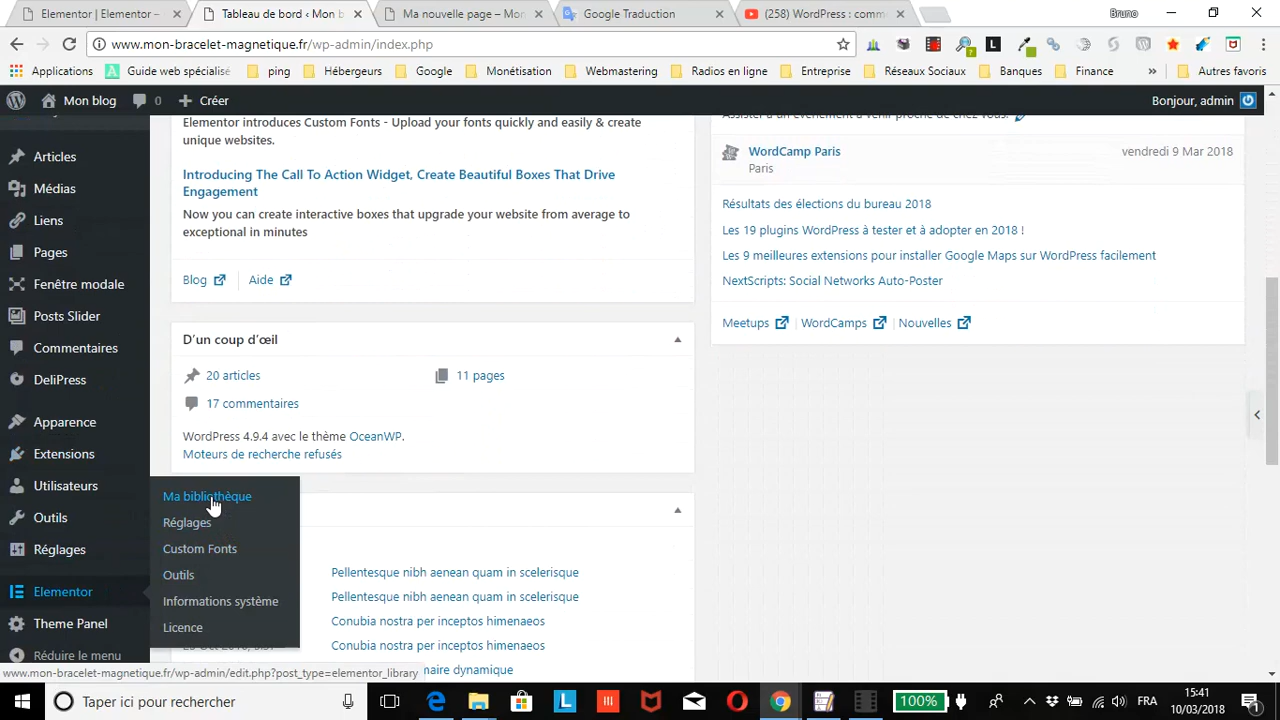 Elementor | Elementor –
Tableau de bord ‹ Mon b
Ma nouvelle page – Mon
Google Traduction
(258) WordPress : comm
Bruno
www.mon-bracelet-magnetique.fr/wp-admin/index.php
Applications
Guide web spécialisé
ping
Hébergeurs
Google
Monétisation
Webmastering
Radios en ligne
Entreprise
Réseaux Sociaux
Banques
Finance
»
Autres favoris
Mon blog
0
Créer
Bonjour, admin
Articles
Médias
Liens
Pages
Fenêtre modale
Posts Slider
Commentaires
DeliPress
Apparence
Extensions
Utilisateurs
Outils
Réglages
Elementor
Theme Panel
Réduire le menu
Ma bibliothèque
Réglages
Custom Fonts
Outils
Informations système
Licence
Elementor introduces Custom Fonts - Upload your fonts quickly and easily & create
unique websites.
Introducing The Call To Action Widget, Create Beautiful Boxes That Drive
Engagement
Now you can create interactive boxes that upgrade your website from average to
exceptional in minutes
Blog
Aide
D'un coup d'œil
20 articles
11 pages
17 commentaires
WordPress 4.9.4 avec le thème OceanWP.
Moteurs de recherche refusés
Pellentesque nibh aenean quam in scelerisque
Pellentesque nibh aenean quam in scelerisque
Conubia nostra per inceptos himenaeos
Conubia nostra per inceptos himenaeos
naire dynamique
Assister à un évènement à venir proche de chez vous.
WordCamp Paris
Paris
vendredi 9 Mar 2018
Résultats des élections du bureau 2018
Les 19 plugins WordPress à tester et à adopter en 2018 !
Les 9 meilleures extensions pour installer Google Maps sur WordPress facilement
NextScripts: Social Networks Auto-Poster
Meetups
WordCamps
Nouvelles
www.mon-bracelet-magnetique.fr/wp-admin/edit.php?post_type=elementor_library
Taper ici pour rechercher
100%
FRA
15:41
10/03/2018